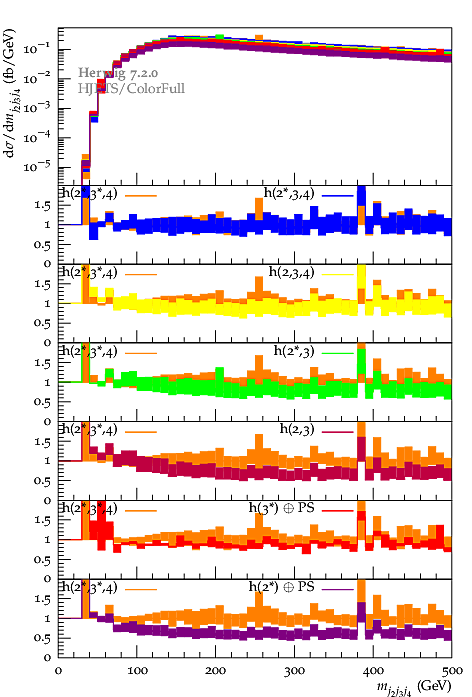 dσ/dm_{j2j3j4} (fb/GeV)
10⁻¹
10⁻²
10⁻³
10⁻⁴
10⁻⁵
Herwig 7.2.0
HJETS/ColorFull
h(2*,3*,4) h(2*,3,4)
1.5
1
0.5
0
h(2*,3*,4) h(2,3,4)
1.5
1
0.5
0
h(2*,3*,4) h(2*,3)
1.5
1
0.5
0
h(2*,3*,4) h(2,3)
1.5
1
0.5
0
h(2*,3*,4) h(3*) ⊕ PS
1.5
1
0.5
0
h(2*,3*,4) h(2*) ⊕ PS
1.5
1
0.5
0
0 100 200 300 400 500
m_{j2j3j4} (GeV)